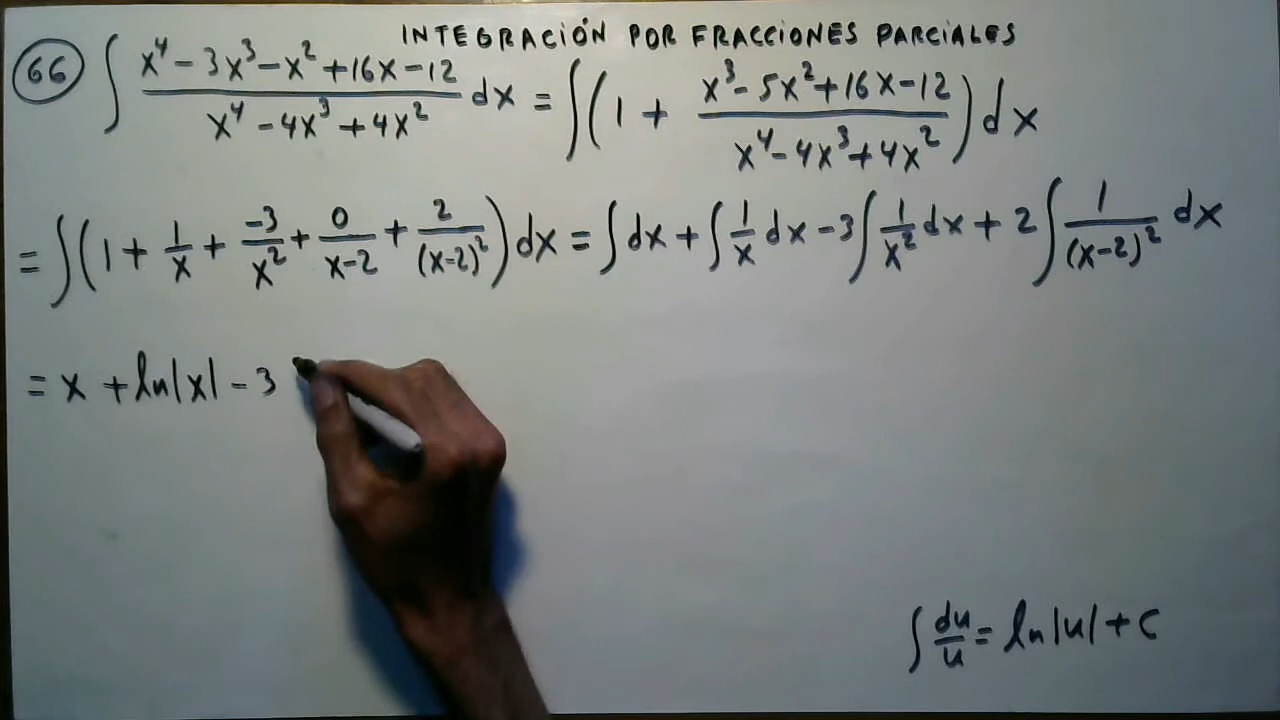 INTEGRACIÓN POR FRACCIONES PARCIALES
66 ∫ (x⁴ - 3x³ - x² + 16x - 12)/(x⁴ - 4x³ + 4x²) dx = ∫(1 + (x³ - 5x² + 16x - 12)/(x⁴ - 4x³ + 4x²)) dx
= ∫(1 + 1/x + -3/x² + 0/(x-2) + 2/(x-2)²) dx = ∫dx + ∫ 1/x dx - 3∫ 1/x² dx + 2∫ 1/(x-2)² dx
= x + ln|x| - 3
∫ du/u = ln|u| + c